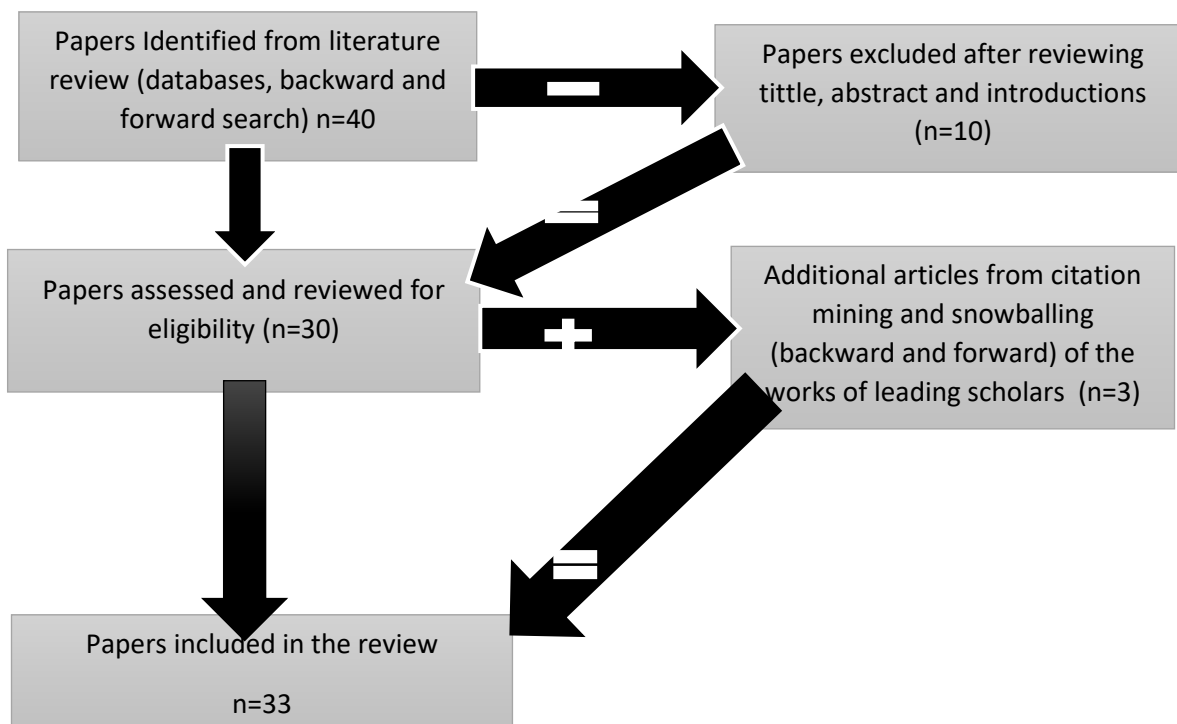 Papers Identified from literature
review (databases, backward and
forward search) n=40
Papers excluded after reviewing
tittle, abstract and introductions
(n=10)
Papers assessed and reviewed for
eligibility (n=30)
Additional articles from citation
mining and snowballing
(backward and forward) of the
works of leading scholars (n=3)
Papers included in the review
n=33